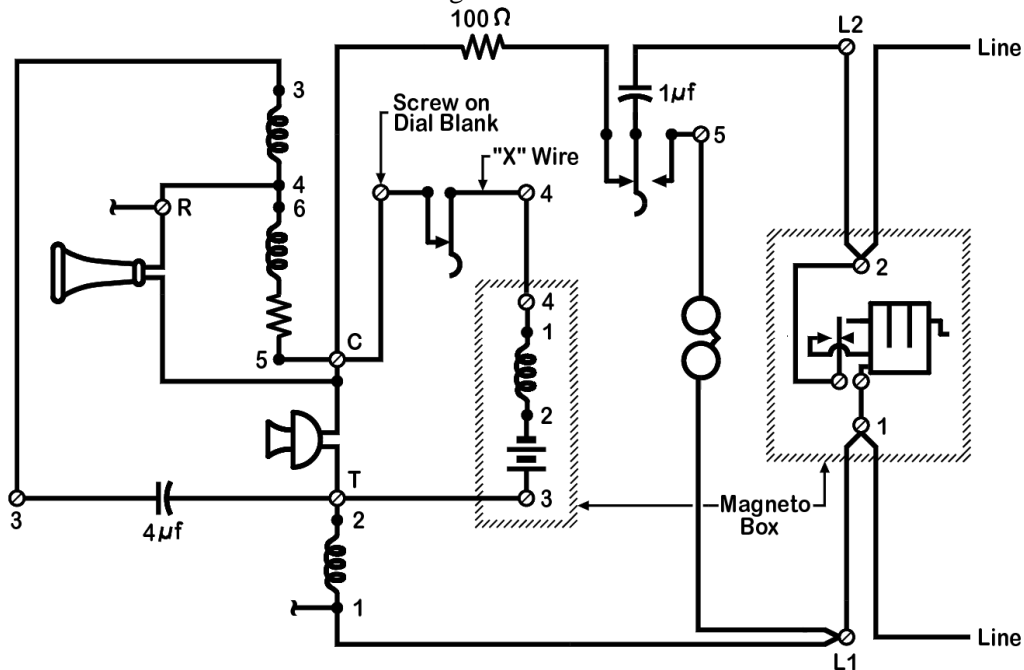 100 Ω
L2
Line
3
1µf
Screw on
Dial Blank
5
"X" Wire
4
4
6
R
2
4
1
C
5
2
1
T
3
Magneto
Box
3
4µf
2
1
Line
L1